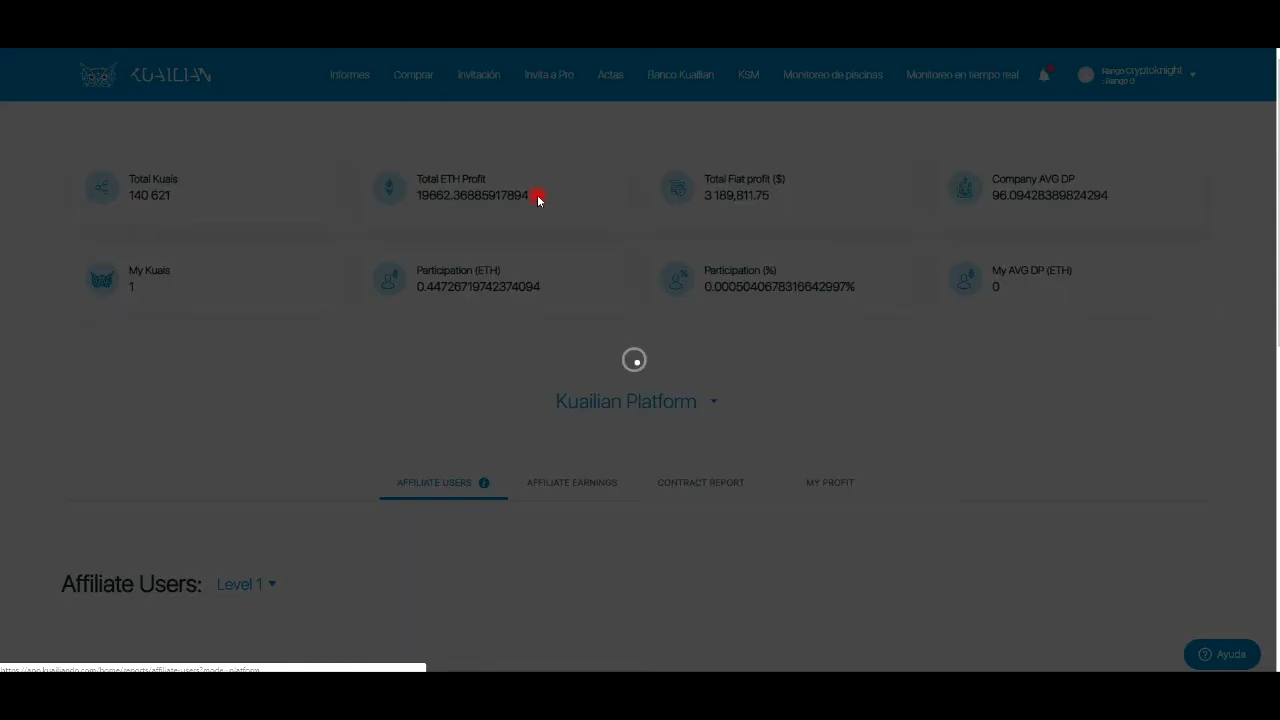 KUAILIAN
Informes Comprar Invitación Invita a Pro Actas Banco Kuailian KSM Monitoreo de piscinas Monitoreo en tiempo real
Rango cryptoknight
: Rango 0
Total Kuais
140 621
Total ETH Profit
19662.36885917894
Total Fiat profit ($)
3 189,811.75
Company AVG DP
96.09428389824294
My Kuais
1
Participation (ETH)
0.44726719742374094
Participation (%)
0.0005040678316642997%
My AVG DP (ETH)
0
Kuailian Platform
AFFILIATE USERS AFFILIATE EARNINGS CONTRACT REPORT MY PROFIT
Affiliate Users: Level 1
Ayuda